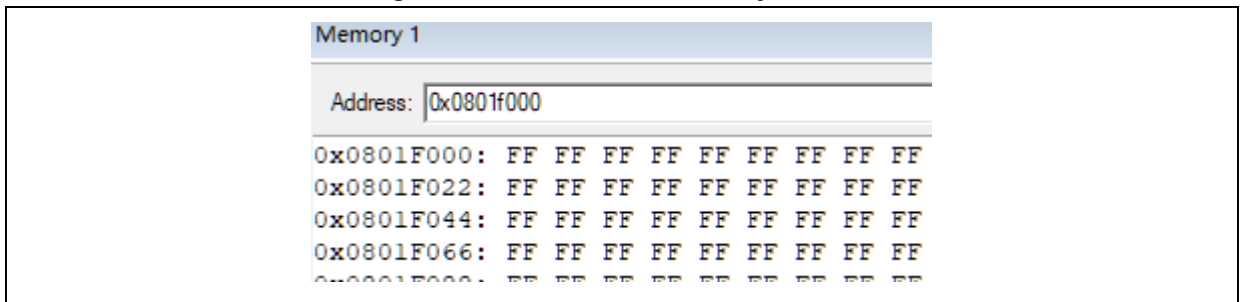 Memory 1
Address: 0x0801f000
0x0801F000: FF FF FF FF FF FF FF FF FF
0x0801F022: FF FF FF FF FF FF FF FF FF
0x0801F044: FF FF FF FF FF FF FF FF FF
0x0801F066: FF FF FF FF FF FF FF FF FF